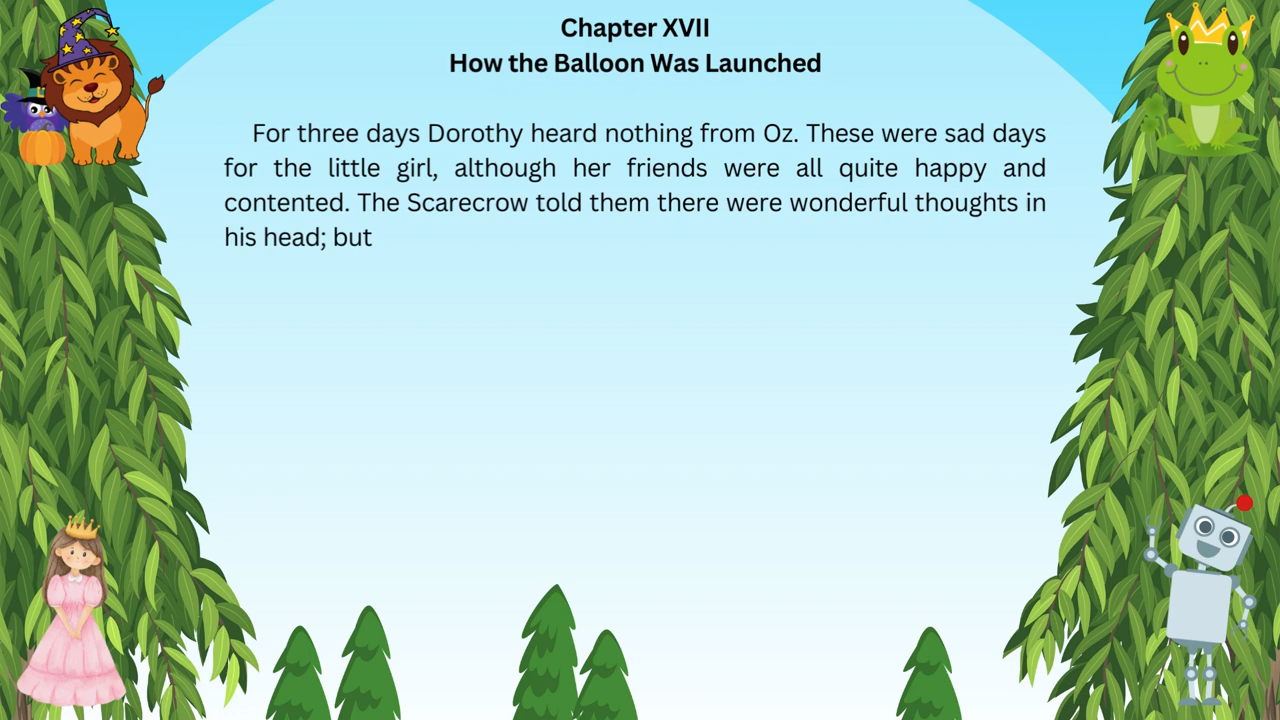 Chapter XVII
How the Balloon Was Launched
For three days Dorothy heard nothing from Oz. These were sad days
for the little girl, although her friends were all quite happy and
contented. The Scarecrow told them there were wonderful thoughts in
his head; but